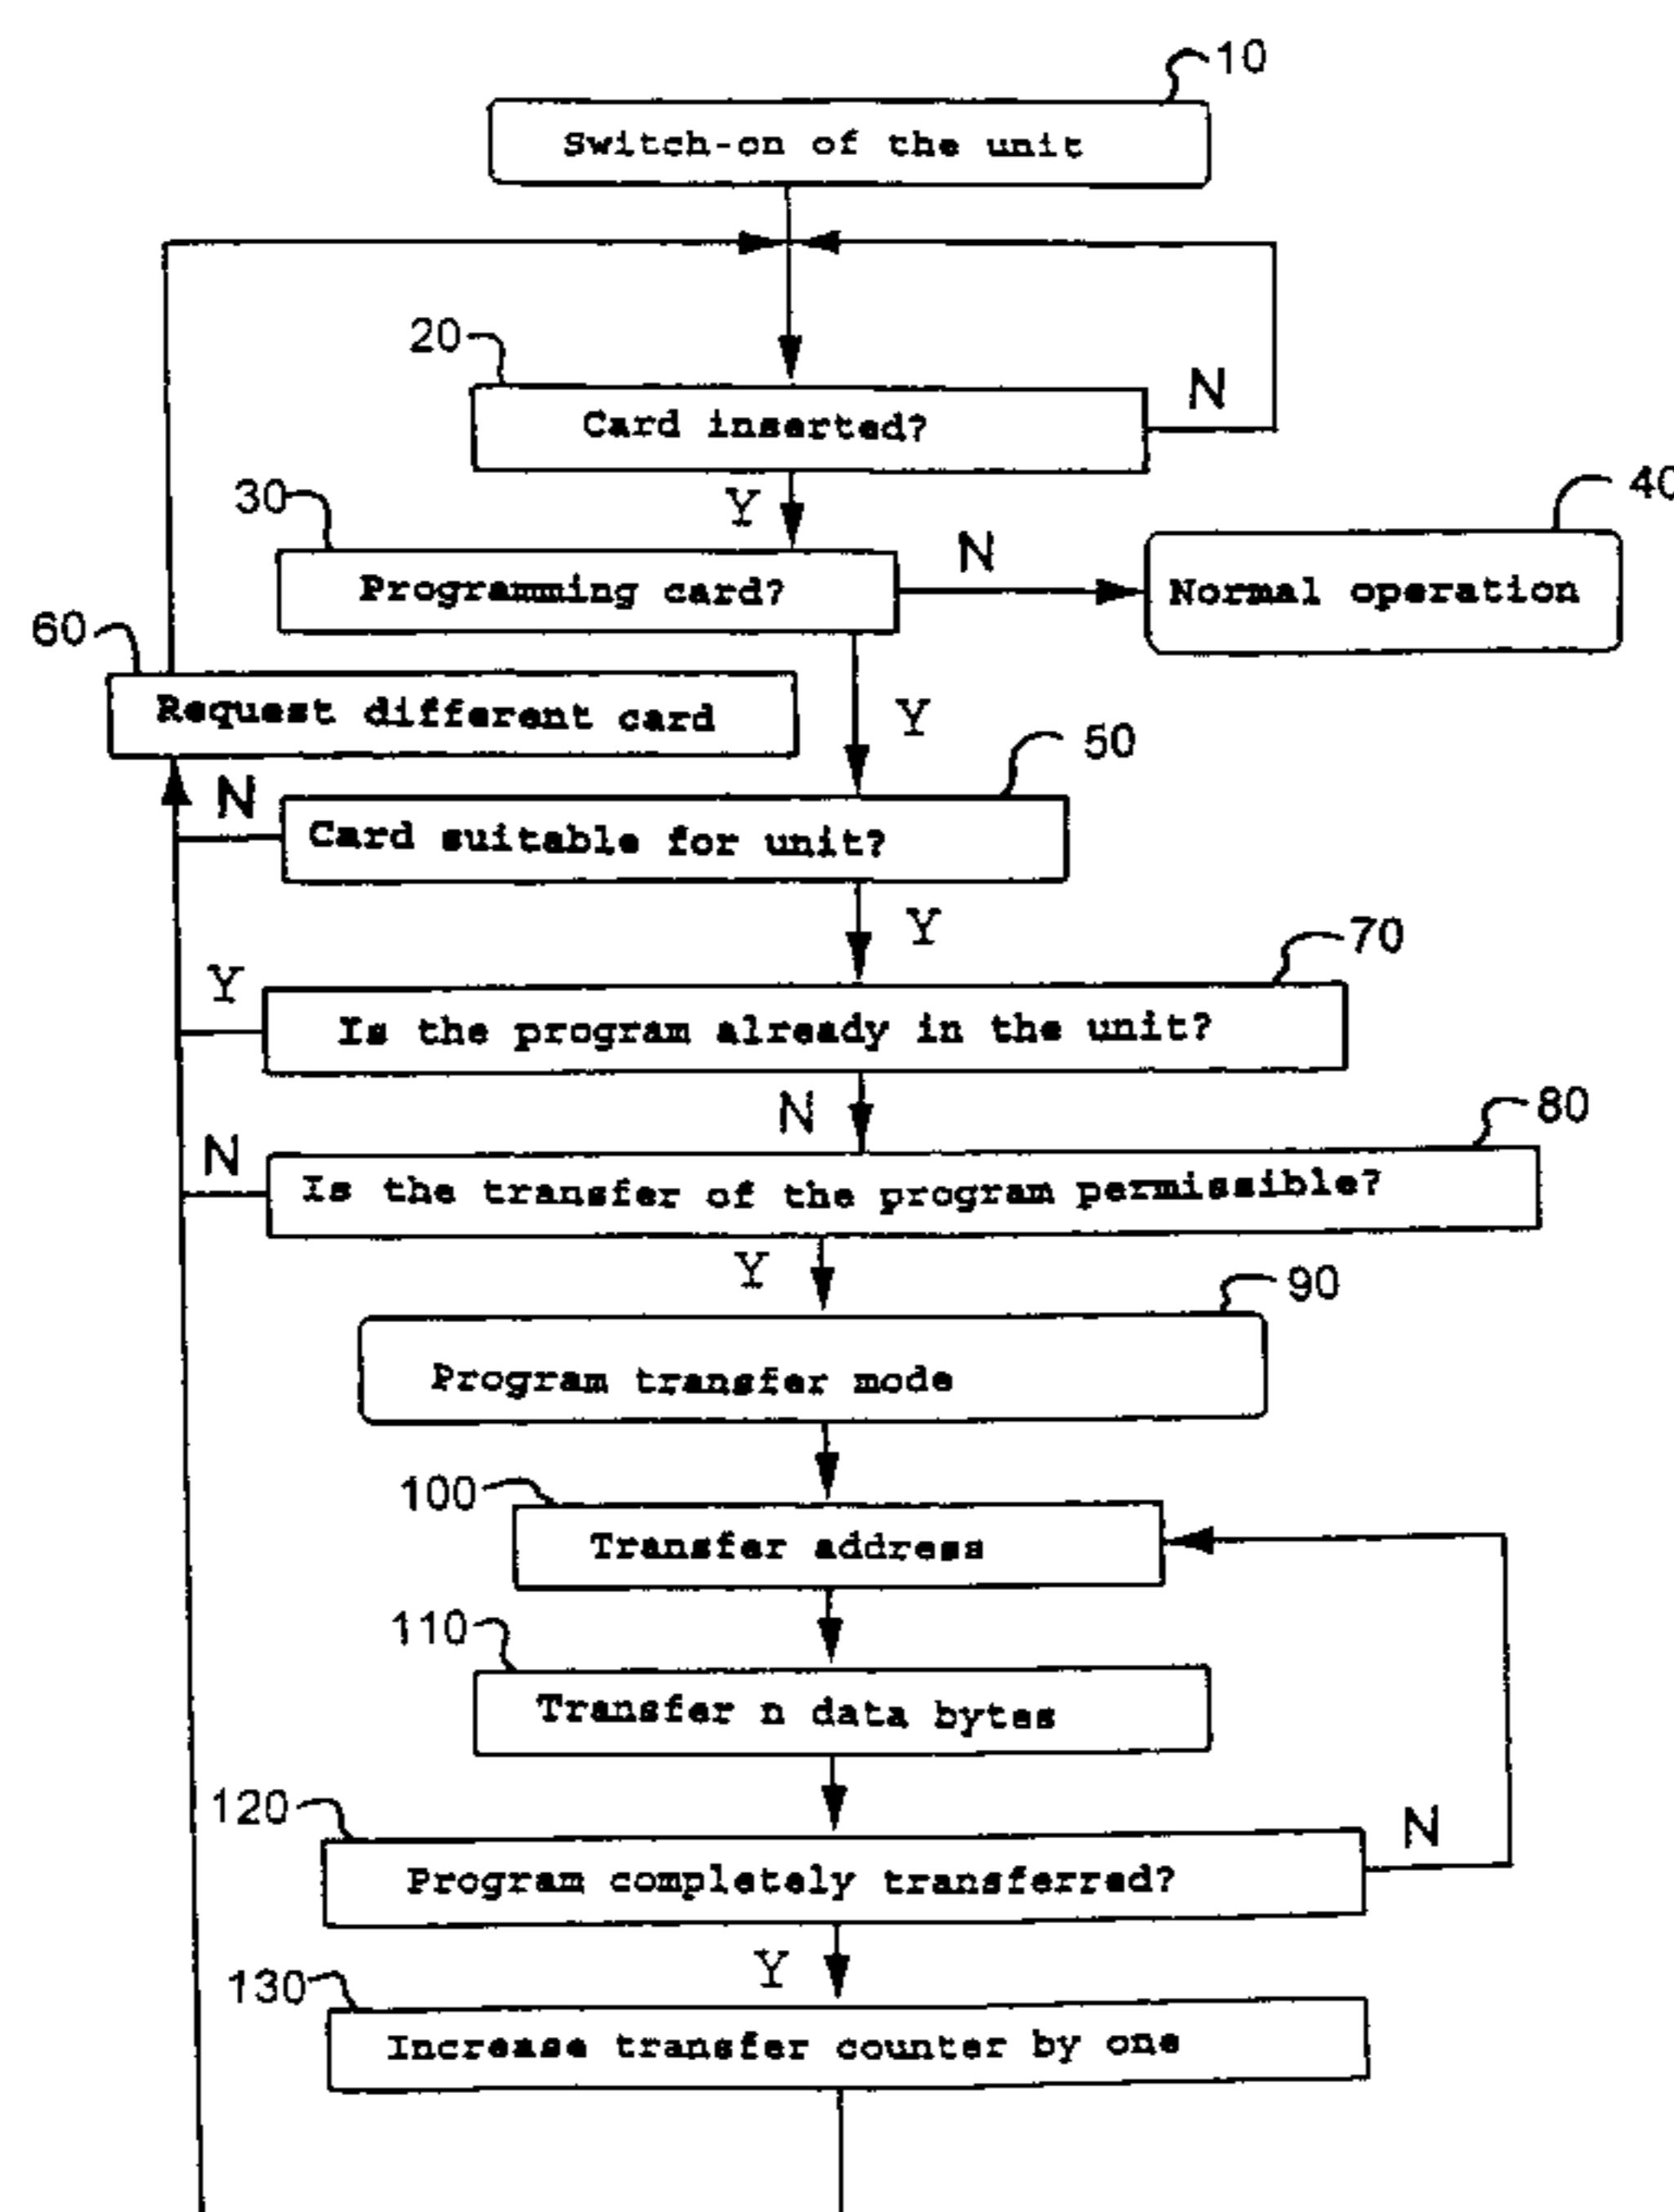 10
Switch-on of the unit
20
Card inserted?
N
Y
30
Programming card?
N
40
Normal operation
60
Request different card
Y
50
N
Card suitable for unit?
Y
70
Y
Is the program already in the unit?
N
80
N
Is the transfer of the program permissible?
Y
90
Program transfer mode
100
Transfer address
110
Transfer n data bytes
120
Program completely transferred?
N
Y
130
Increase transfer counter by one